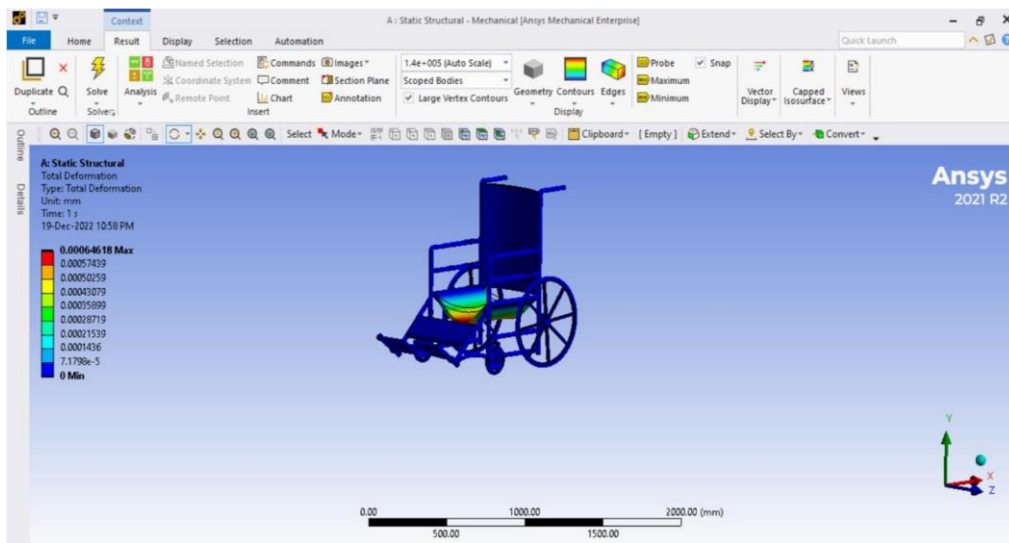 A : Static Structural - Mechanical [Ansys Mechanical Enterprise]
Context
File Home Result Display Selection Automation
Quick Launch
Duplicate
Outline
Solve
Solvers
Analysis
Named Selection
Coordinate System
Remote Point
Commands
Comment
Chart
Images
Section Plane
Annotation
Insert
1.4e+005 (Auto Scale)
Scoped Bodies
Large Vertex Contours
Geometry Contours Edges
Probe
Maximum
Minimum
Snap
Display
Vector Display
Capped Isosurface
Views
Select Mode Clipboard [Empty] Extend Select By Convert
Outline
Details
A: Static Structural
Total Deformation
Type: Total Deformation
Unit: mm
Time: 1 s
19-Dec-2022 10:58 PM
0.00064618 Max
0.00057439
0.00050259
0.00043079
0.00035899
0.00028719
0.00021539
0.0001436
7.1798e-5
0 Min
Ansys
2021 R2
Y
X
Z
0.00 1000.00 2000.00 (mm)
500.00 1500.00